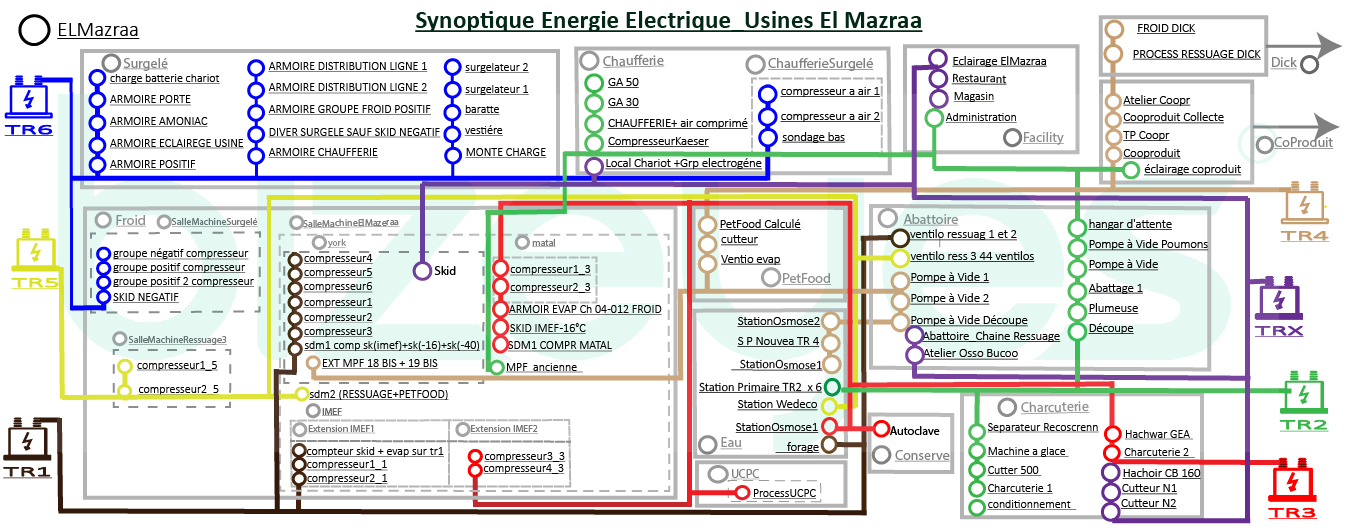 Synoptique Energie Electrique_Usines El Mazraa
ELMazraa
Surgelé
charge batterie chariot
ARMOIRE PORTE
ARMOIRE AMONIAC
ARMOIRE ECLAIREGE USINE
ARMOIRE POSITIF
ARMOIRE DISTRIBUTION LIGNE 1
ARMOIRE DISTRIBUTION LIGNE 2
ARMOIRE GROUPE FROID POSITIF
DIVER SURGELE SAUF SKID NEGATIF
ARMOIRE CHAUFFERIE
surgelateur 2
surgelateur 1
baratte
vestiére
MONTE CHARGE
Chaufferie
GA 50
GA 30
CHAUFFERIE+ air comprimé
CompresseurKaeser
Local Chariot +Grp electrogéne
ChaufferieSurgelé
compresseur a air 1
compresseur a air 2
sondage bas
Eclairage ElMazraa
Restaurant
Magasin
Administration
Facility
FROID DICK
PROCESS RESSUAGE DICK
Dick
Atelier Coopr
Cooproduit Collecte
TP Coopr
Cooproduit
éclairage coproduit
CoProduit
TR6
TR5
TR1
TR4
TRX
TR2
TR3
Froid
SalleMachineSurgelé
groupe négatif compresseur
groupe positif compresseur
groupe positif 2 compresseur
SKID NEGATIF
SalleMachineRessuage3
compresseur1_5
compresseur2_5
SalleMachineElMazeraa
york
compresseur4
compresseur5
compresseur6
compresseur1
compresseur2
compresseur3
sdm1 comp sk(imef)+sk(-16)+sk(-40)
EXT MPF 18 BIS + 19 BIS
sdm2 (RESSUAGE+PETFOOD)
Skid
matal
compresseur1_3
compresseur2_3
ARMOIR EVAP Ch 04-012 FROID
SKID IMEF-16°C
SDM1 COMPR MATAL
MPF_ancienne
IMEF
Extension IMEF1
compteur skid + evap sur tr1
compresseur1_1
compresseur2_1
Extension IMEF2
compresseur3_3
compresseur4_3
PetFood Calculé
cutteur
Ventio evap
PetFood
StationOsmose2
S P Nouvea TR 4
StationOsmose1
Station Primaire TR2_x 6
Station Wedeco
StationOsmose1
forage
Eau
UCPC
ProcessUCPC
Abattoire
ventilo ressuag 1 et 2
ventilo ress 3 44 ventilos
Pompe à Vide 1
Pompe à Vide 2
Pompe à Vide Découpe
Abattoire_Chaine Ressuage
Atelier Osso Bucoo
hangar d'attente
Pompe à Vide Poumons
Pompe à Vide
Abattage 1
Plumeuse
Découpe
Autoclave
Conserve
Charcuterie
Separateur Recoscrenn
Machine a glace
Cutter 500
Charcuterie 1
conditionnement
Hachwar GEA
Charcuterie 2
Hachoir CB 160
Cutteur N1
Cutteur N2